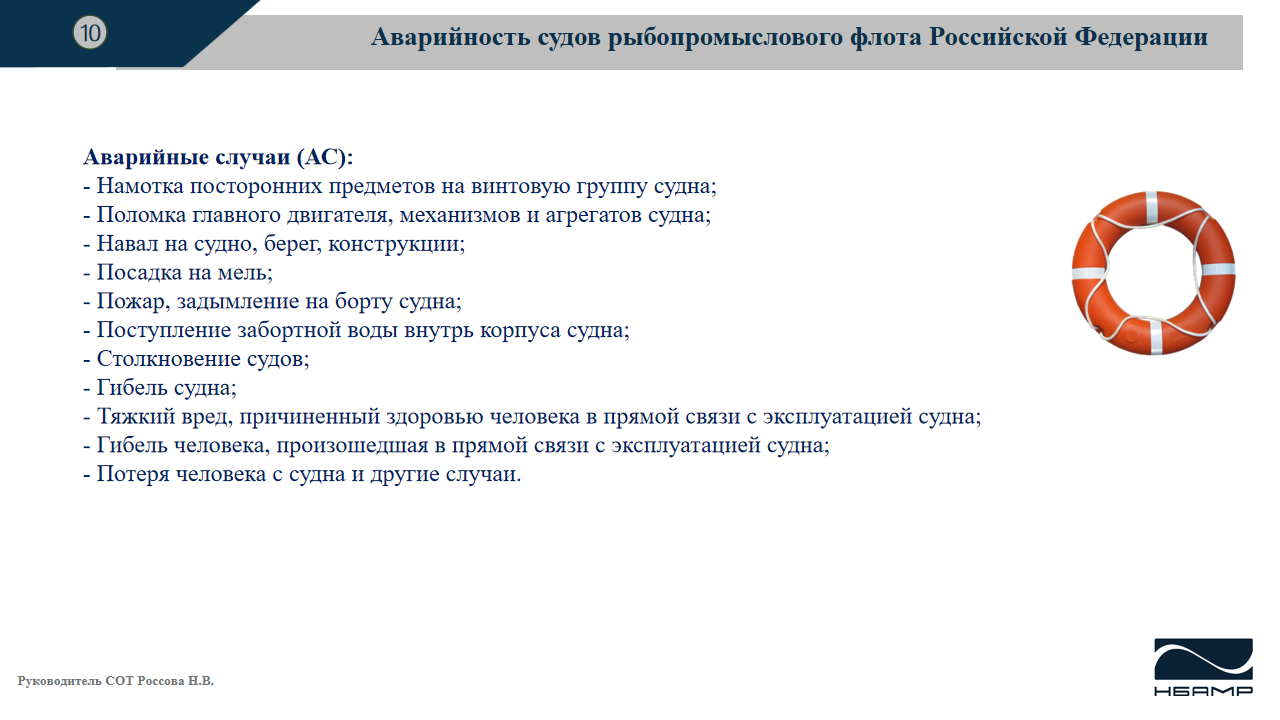 10
Аварийность судов рыбопромыслового флота Российской Федерации
Аварийные случаи (АС):
- Намотка посторонних предметов на винтовую группу судна;
- Поломка главного двигателя, механизмов и агрегатов судна;
- Навал на судно, берег, конструкции;
- Посадка на мель;
- Пожар, задымление на борту судна;
- Поступление забортной воды внутрь корпуса судна;
- Столкновение судов;
- Гибель судна;
- Тяжкий вред, причиненный здоровью человека в прямой связи с эксплуатацией судна;
- Гибель человека, произошедшая в прямой связи с эксплуатацией судна;
- Потеря человека с судна и другие случаи.
Руководитель СОТ Россова Н.В.
НБАМР